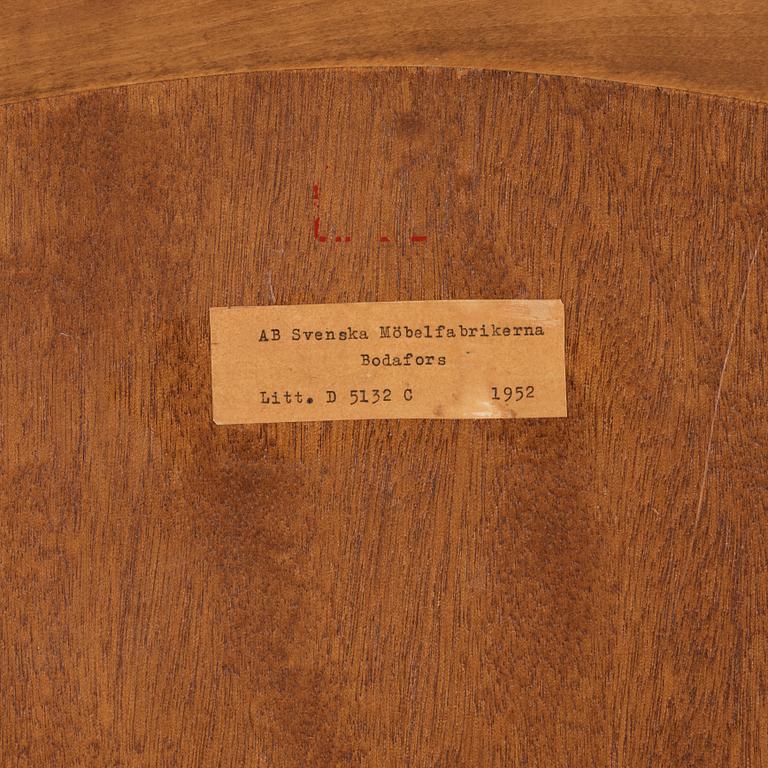 AB Svenska Möbelfabrikerna
Bodafors
Litt. D 5132 C 1952